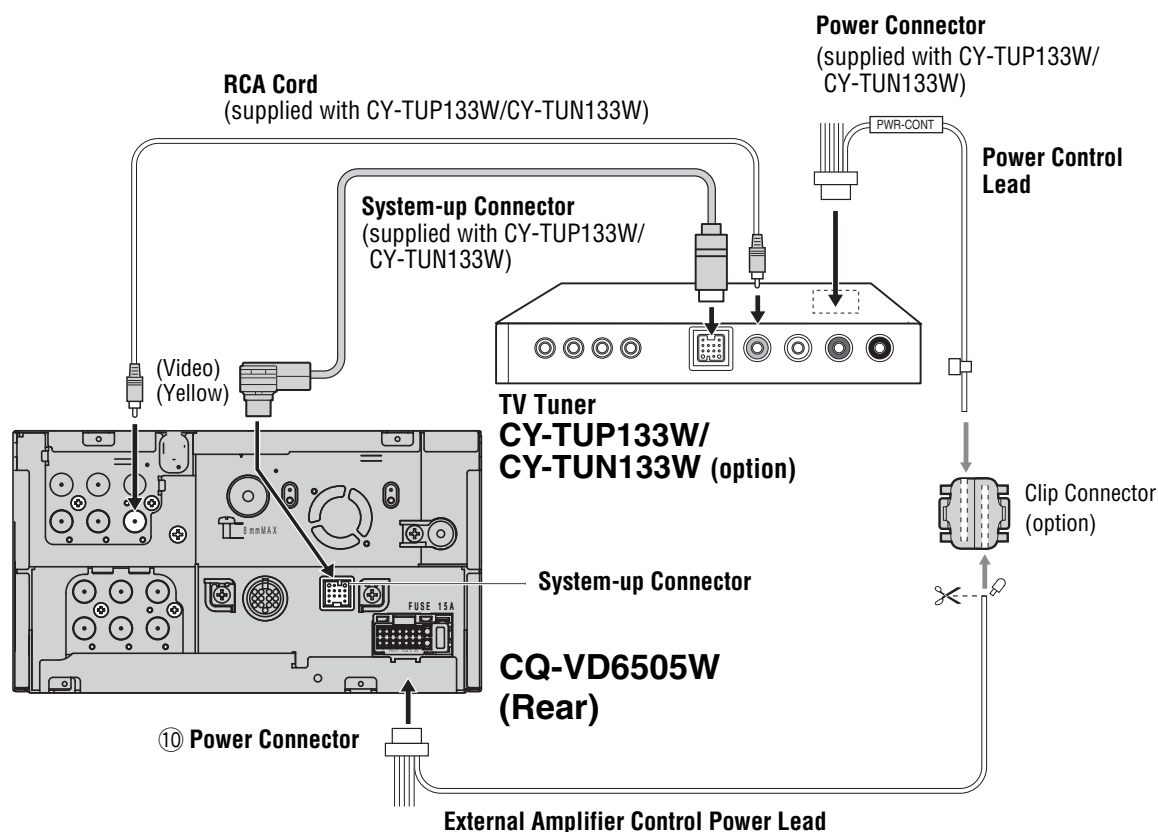 Power Connector
(supplied with CY-TUP133W/
CY-TUN133W)
RCA Cord
(supplied with CY-TUP133W/CY-TUN133W)
PWR-CONT
Power Control
Lead
System-up Connector
(supplied with CY-TUP133W/
CY-TUN133W)
(Video)
(Yellow)
TV Tuner
CY-TUP133W/
CY-TUN133W (option)
Clip Connector
(option)
8mmMAX
System-up Connector
FUSE 15A
CQ-VD6505W
(Rear)
⑩ Power Connector
External Amplifier Control Power Lead